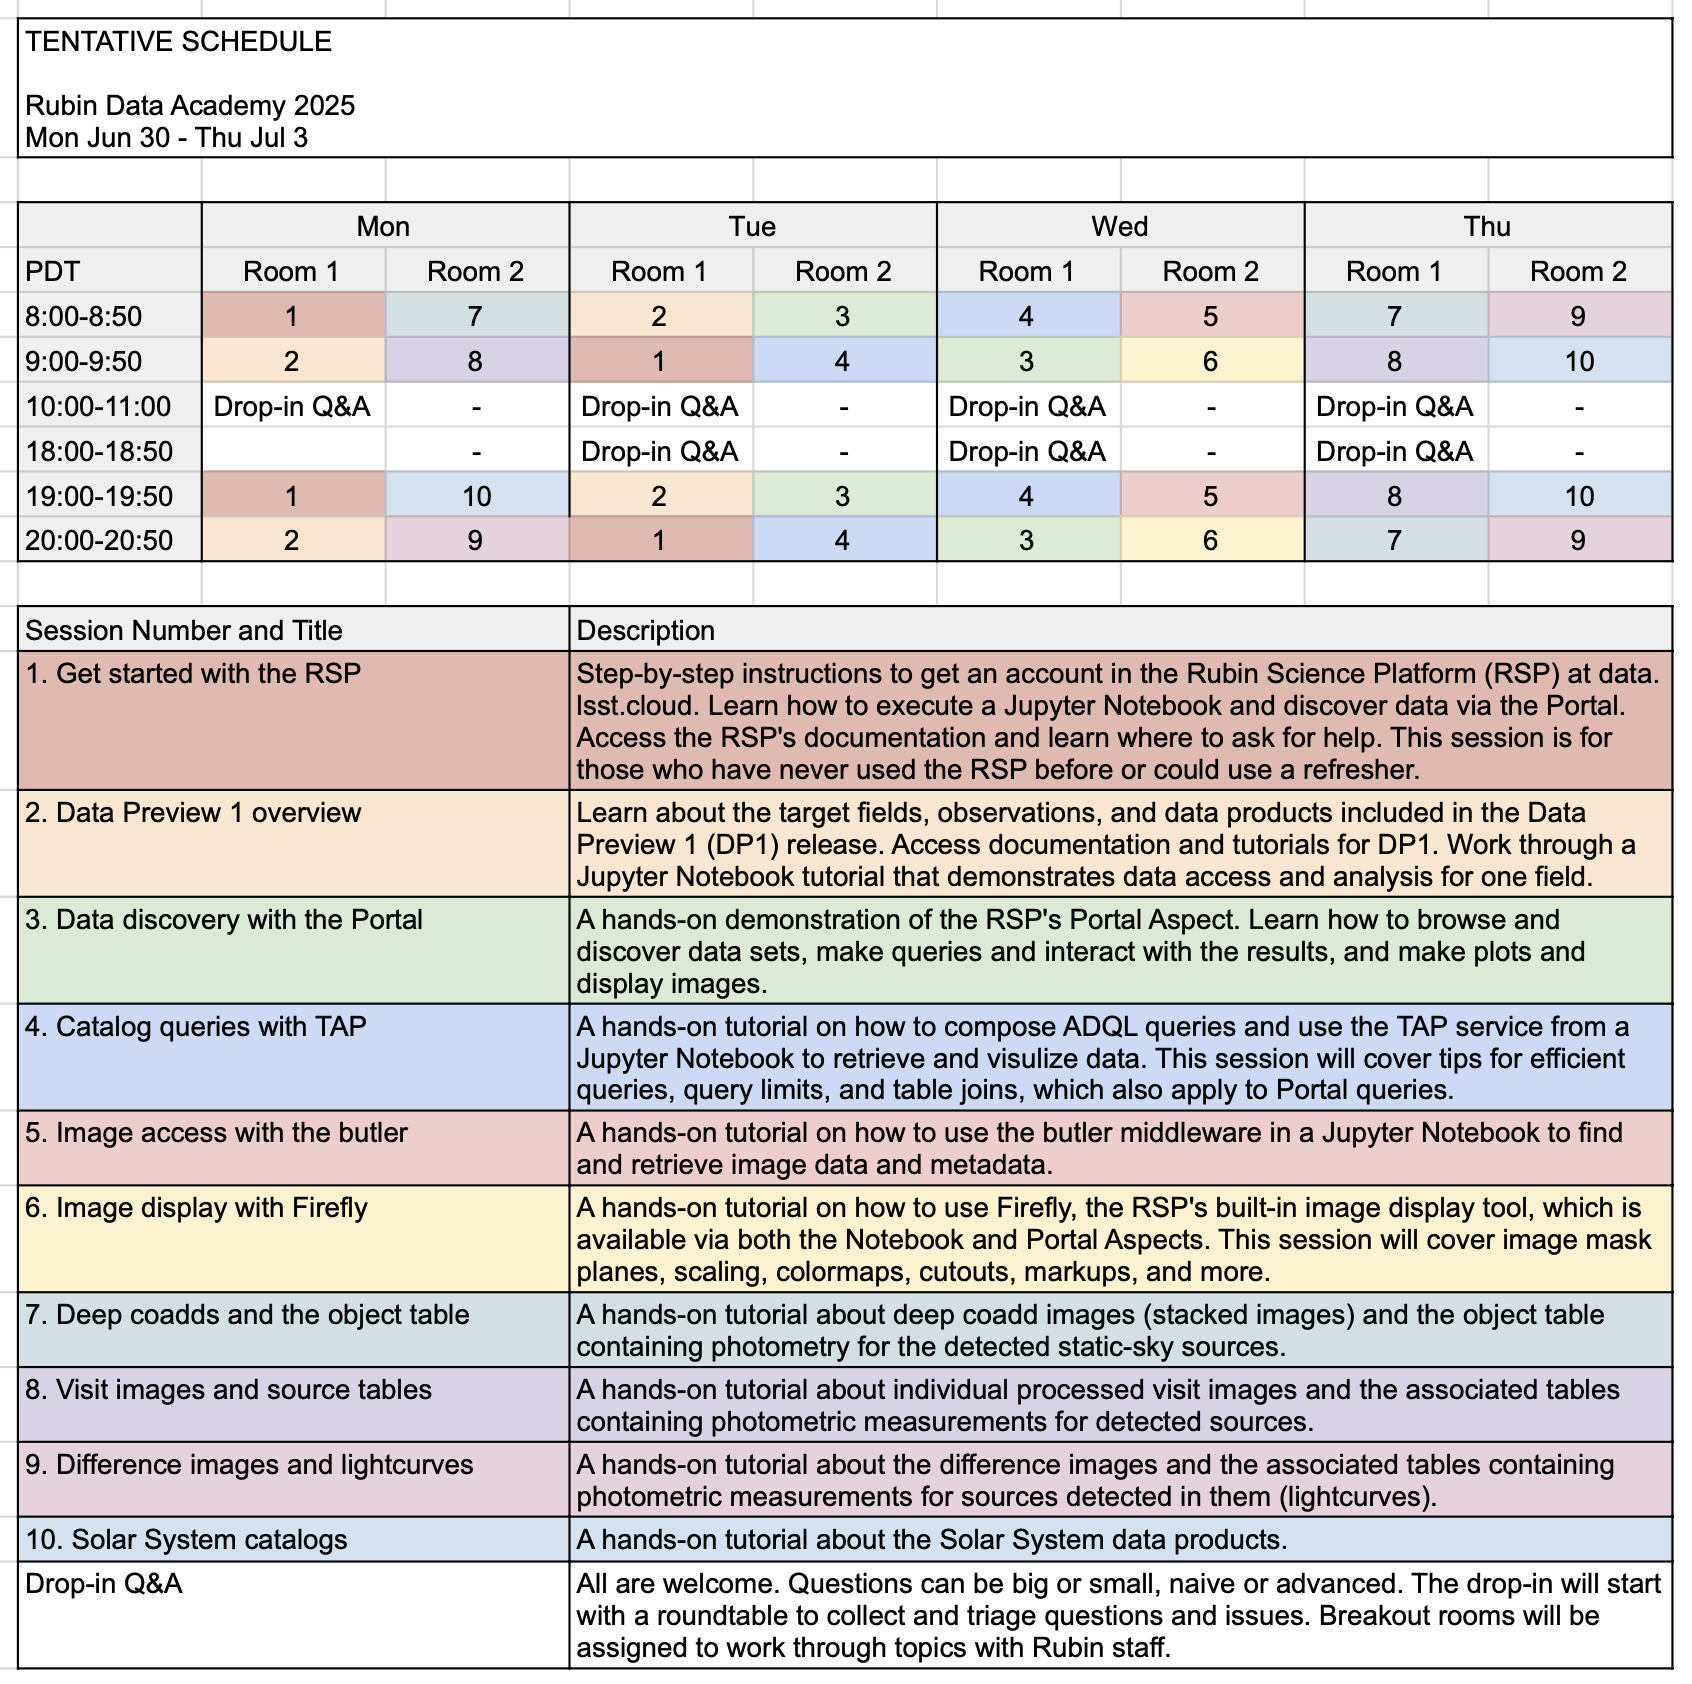 TENTATIVE SCHEDULE
Rubin Data Academy 2025
Mon Jun 30 - Thu Jul 3
Mon Tue Wed Thu
PDT Room 1 Room 2 Room 1 Room 2 Room 1 Room 2 Room 1 Room 2
8:00-8:50 1 7 2 3 4 5 7 9
9:00-9:50 2 8 1 4 3 6 8 10
10:00-11:00 Drop-in Q&A - Drop-in Q&A - Drop-in Q&A - Drop-in Q&A -
18:00-18:50 - Drop-in Q&A - Drop-in Q&A - Drop-in Q&A -
19:00-19:50 1 10 2 3 4 5 8 10
20:00-20:50 2 9 1 4 3 6 7 9
Session Number and Title Description
1. Get started with the RSP Step-by-step instructions to get an account in the Rubin Science Platform (RSP) at data.
lsst.cloud. Learn how to execute a Jupyter Notebook and discover data via the Portal.
Access the RSP's documentation and learn where to ask for help. This session is for
those who have never used the RSP before or could use a refresher.
2. Data Preview 1 overview Learn about the target fields, observations, and data products included in the Data
Preview 1 (DP1) release. Access documentation and tutorials for DP1. Work through a
Jupyter Notebook tutorial that demonstrates data access and analysis for one field.
3. Data discovery with the Portal A hands-on demonstration of the RSP's Portal Aspect. Learn how to browse and
discover data sets, make queries and interact with the results, and make plots and
display images.
4. Catalog queries with TAP A hands-on tutorial on how to compose ADQL queries and use the TAP service from a
Jupyter Notebook to retrieve and visulize data. This session will cover tips for efficient
queries, query limits, and table joins, which also apply to Portal queries.
5. Image access with the butler A hands-on tutorial on how to use the butler middleware in a Jupyter Notebook to find
and retrieve image data and metadata.
6. Image display with Firefly A hands-on tutorial on how to use Firefly, the RSP's built-in image display tool, which is
available via both the Notebook and Portal Aspects. This session will cover image mask
planes, scaling, colormaps, cutouts, markups, and more.
7. Deep coadds and the object table A hands-on tutorial about deep coadd images (stacked images) and the object table
containing photometry for the detected static-sky sources.
8. Visit images and source tables A hands-on tutorial about individual processed visit images and the associated tables
containing photometric measurements for detected sources.
9. Difference images and lightcurves A hands-on tutorial about the difference images and the associated tables containing
photometric measurements for sources detected in them (lightcurves).
10. Solar System catalogs A hands-on tutorial about the Solar System data products.
Drop-in Q&A All are welcome. Questions can be big or small, naive or advanced. The drop-in will start
with a roundtable to collect and triage questions and issues. Breakout rooms will be
assigned to work through topics with Rubin staff.